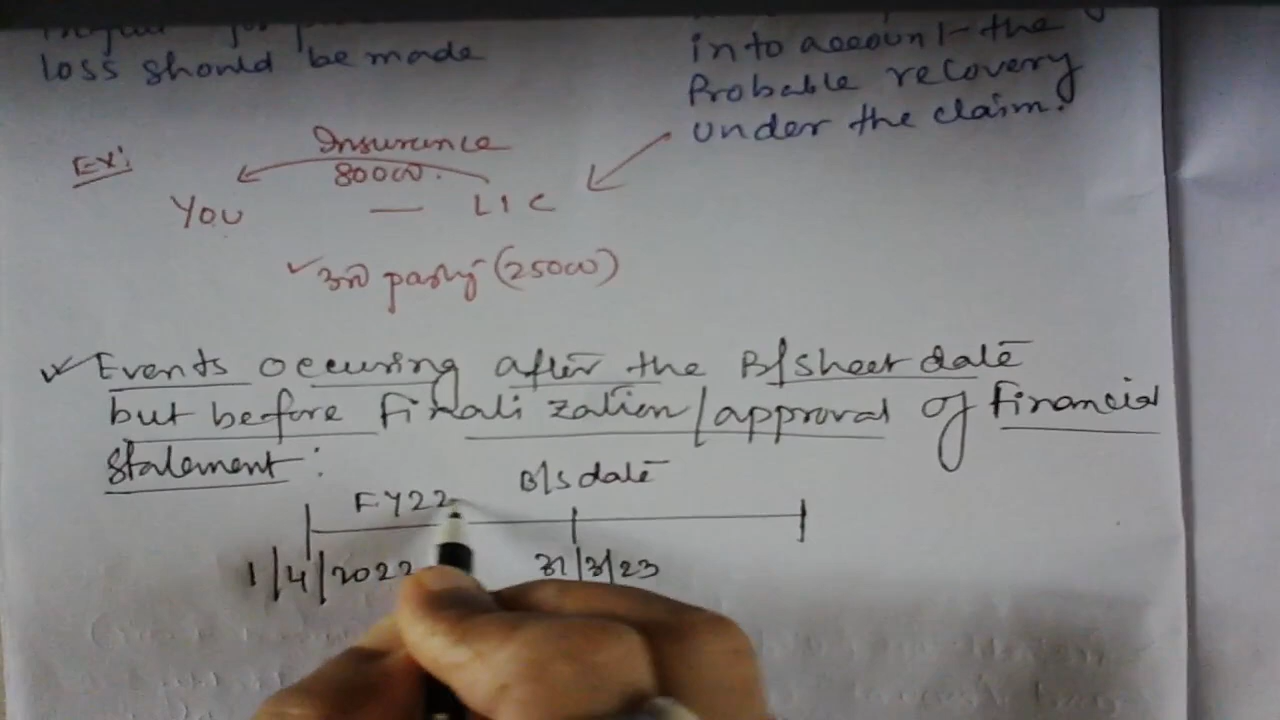 loss should be made
into account the
Probable recovery
under the claim.
Ex:
Insurance
80000.
You — LIC
✓ 3rd party (25000)
✓ Events occuring after the B/sheet date
but before Finalization/approval of financial
statement:
FY22
B/s date
1/4/2022
31/3/23